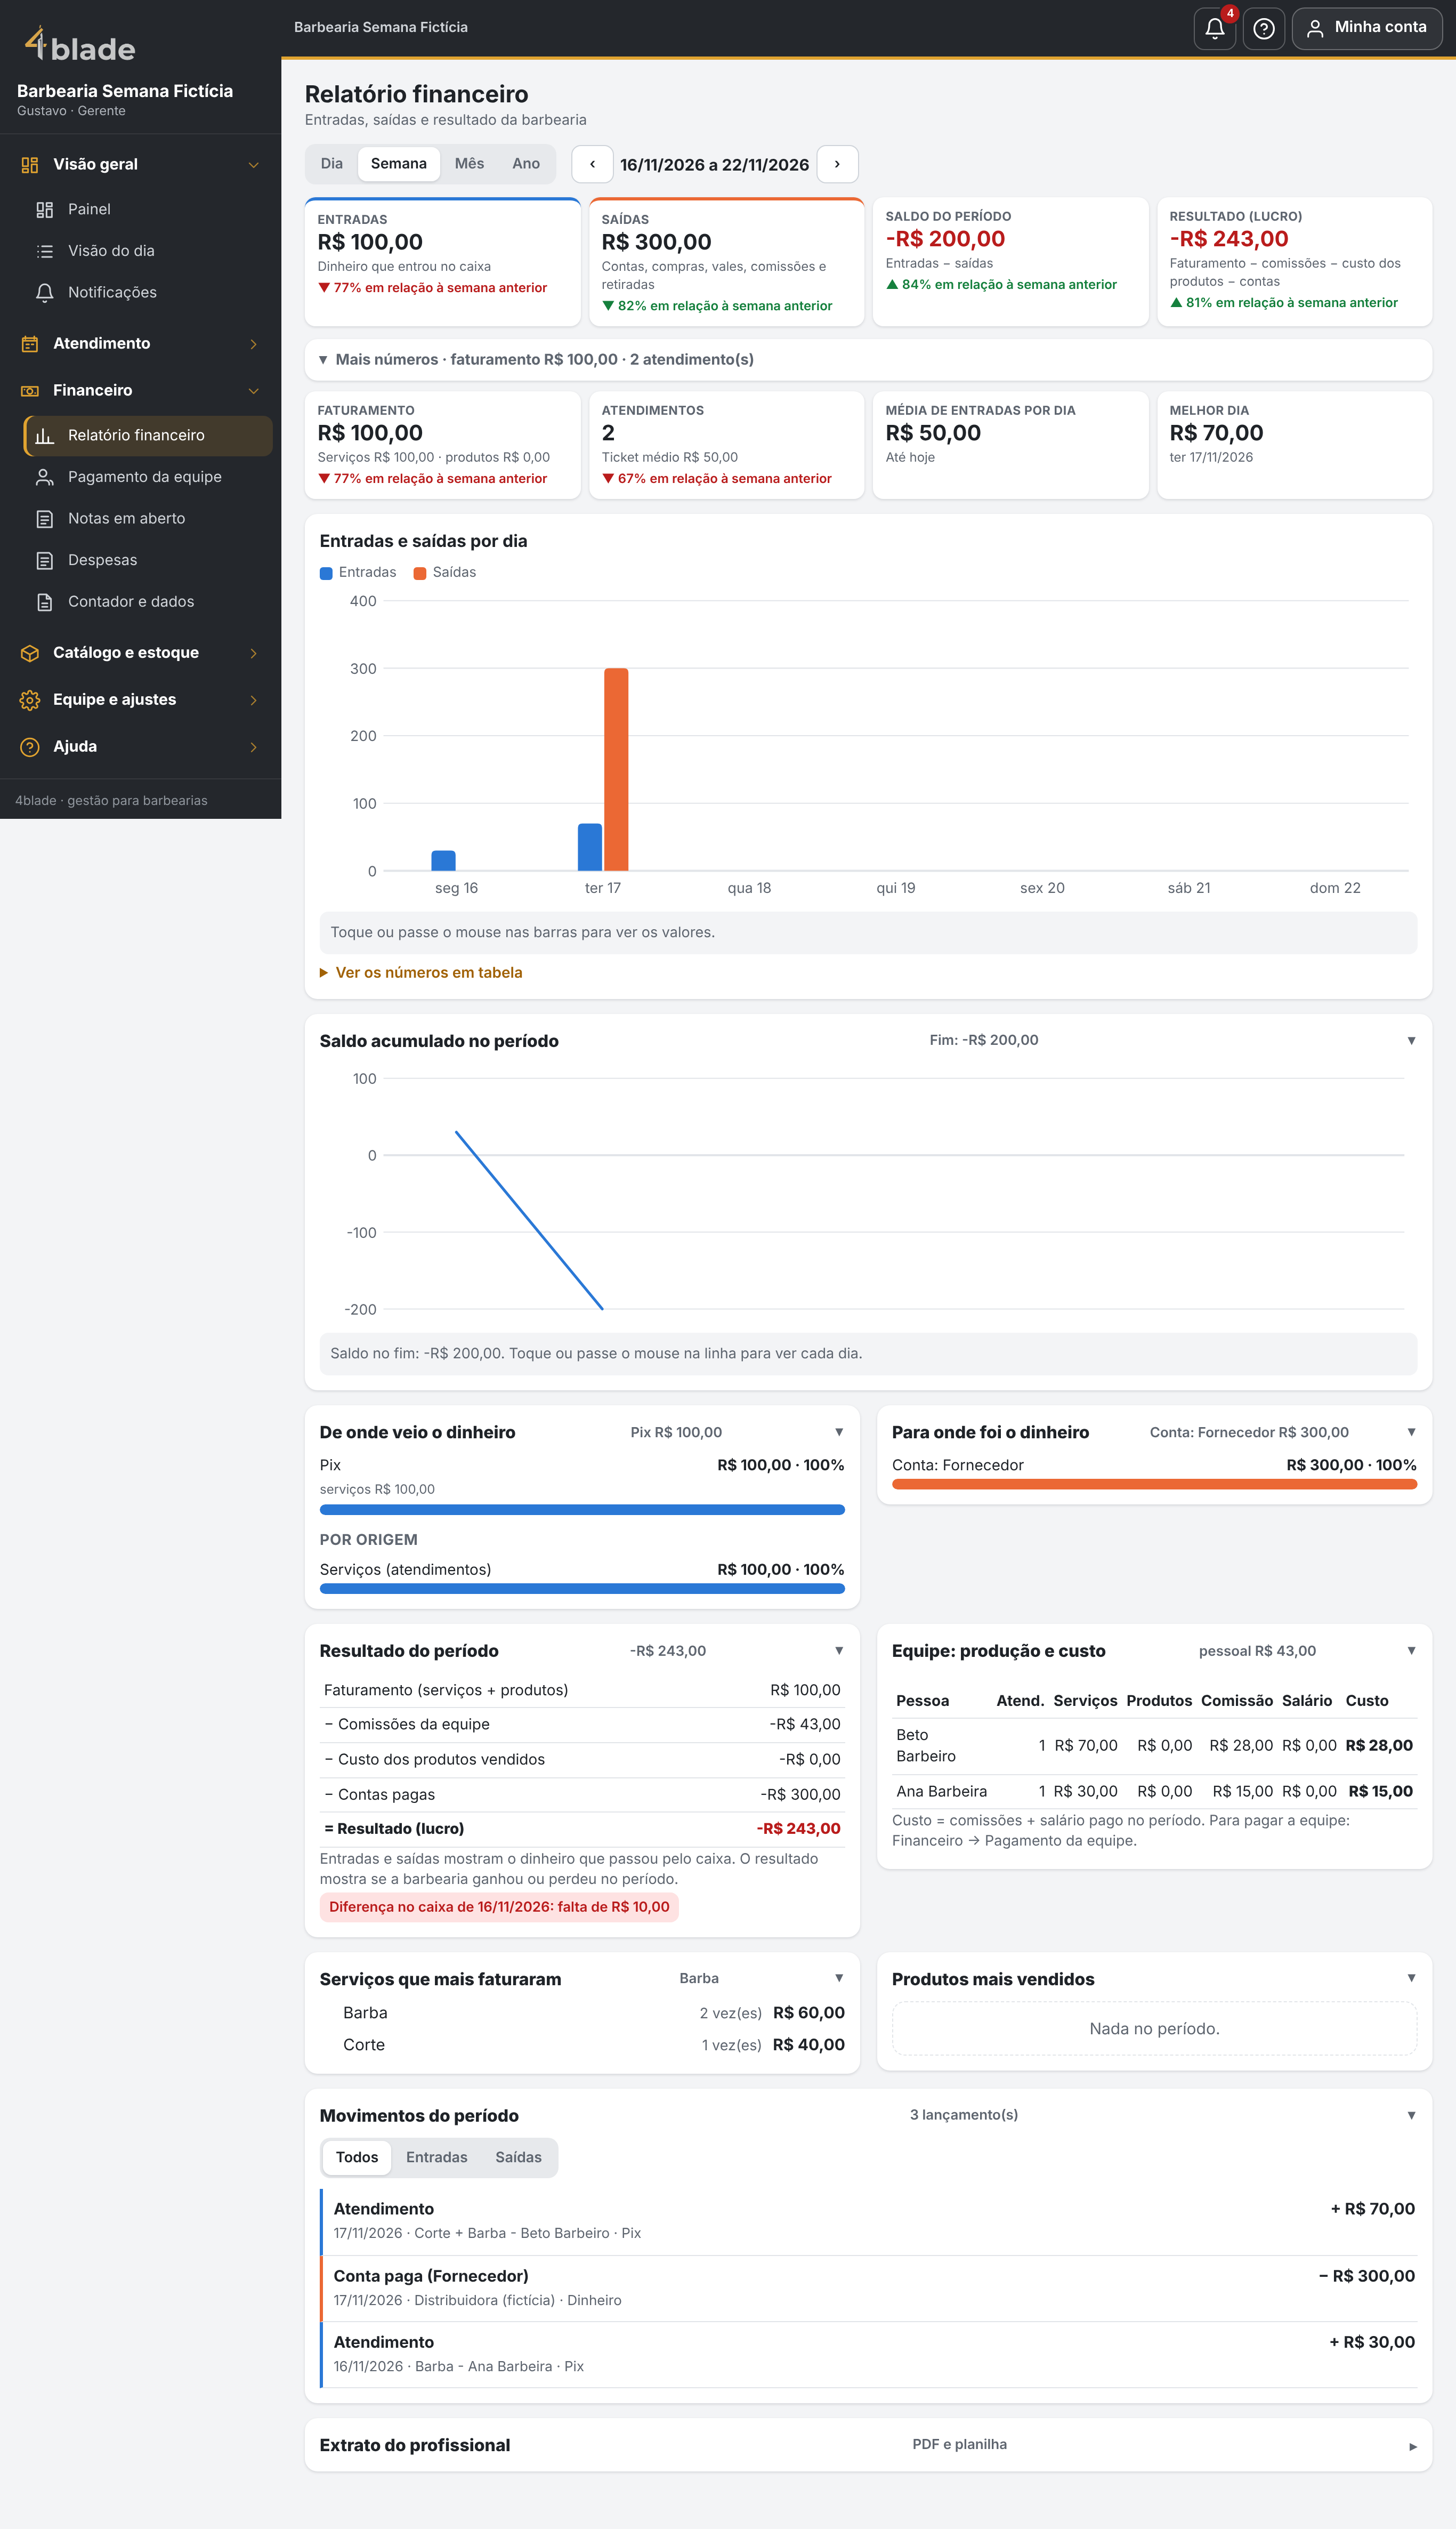 4blade
Barbearia Semana Fictícia
Gustavo · Gerente
Visão geral
Painel
Visão do dia
Notificações
Atendimento
Financeiro
Relatório financeiro
Pagamento da equipe
Notas em aberto
Despesas
Contador e dados
Catálogo e estoque
Equipe e ajustes
Ajuda
4blade · gestão para barbearias
Barbearia Semana Fictícia
4
Minha conta
Relatório financeiro
Entradas, saídas e resultado da barbearia
Dia Semana Mês Ano ‹ 16/11/2026 a 22/11/2026 ›
ENTRADAS
R$ 100,00
Dinheiro que entrou no caixa
▼ 77% em relação à semana anterior
SAÍDAS
R$ 300,00
Contas, compras, vales, comissões e
retiradas
▼ 82% em relação à semana anterior
SALDO DO PERÍODO
-R$ 200,00
Entradas − saídas
▲ 84% em relação à semana anterior
RESULTADO (LUCRO)
-R$ 243,00
Faturamento − comissões − custo dos
produtos − contas
▲ 81% em relação à semana anterior
▼ Mais números · faturamento R$ 100,00 · 2 atendimento(s)
FATURAMENTO
R$ 100,00
Serviços R$ 100,00 · produtos R$ 0,00
▼ 77% em relação à semana anterior
ATENDIMENTOS
2
Ticket médio R$ 50,00
▼ 67% em relação à semana anterior
MÉDIA DE ENTRADAS POR DIA
R$ 50,00
Até hoje
MELHOR DIA
R$ 70,00
ter 17/11/2026
Entradas e saídas por dia
Entradas Saídas
400
300
200
100
0
seg 16 ter 17 qua 18 qui 19 sex 20 sáb 21 dom 22
Toque ou passe o mouse nas barras para ver os valores.
▶ Ver os números em tabela
Saldo acumulado no período Fim: -R$ 200,00 ▼
100
0
-100
-200
Saldo no fim: -R$ 200,00. Toque ou passe o mouse na linha para ver cada dia.
De onde veio o dinheiro Pix R$ 100,00 ▼
Pix R$ 100,00 · 100%
serviços R$ 100,00
POR ORIGEM
Serviços (atendimentos) R$ 100,00 · 100%
Para onde foi o dinheiro Conta: Fornecedor R$ 300,00 ▼
Conta: Fornecedor R$ 300,00 · 100%
Resultado do período -R$ 243,00 ▼
Faturamento (serviços + produtos) R$ 100,00
− Comissões da equipe -R$ 43,00
− Custo dos produtos vendidos -R$ 0,00
− Contas pagas -R$ 300,00
= Resultado (lucro) -R$ 243,00
Entradas e saídas mostram o dinheiro que passou pelo caixa. O resultado
mostra se a barbearia ganhou ou perdeu no período.
Diferença no caixa de 16/11/2026: falta de R$ 10,00
Equipe: produção e custo pessoal R$ 43,00 ▼
Pessoa Atend. Serviços Produtos Comissão Salário Custo
Beto
Barbeiro 1 R$ 70,00 R$ 0,00 R$ 28,00 R$ 0,00 R$ 28,00
Ana Barbeira 1 R$ 30,00 R$ 0,00 R$ 15,00 R$ 0,00 R$ 15,00
Custo = comissões + salário pago no período. Para pagar a equipe:
Financeiro → Pagamento da equipe.
Serviços que mais faturaram Barba ▼
Barba 2 vez(es) R$ 60,00
Corte 1 vez(es) R$ 40,00
Produtos mais vendidos ▼
Nada no período.
Movimentos do período 3 lançamento(s) ▼
Todos Entradas Saídas
Atendimento + R$ 70,00
17/11/2026 · Corte + Barba - Beto Barbeiro · Pix
Conta paga (Fornecedor) − R$ 300,00
17/11/2026 · Distribuidora (fictícia) · Dinheiro
Atendimento + R$ 30,00
16/11/2026 · Barba - Ana Barbeira · Pix
Extrato do profissional PDF e planilha ▸